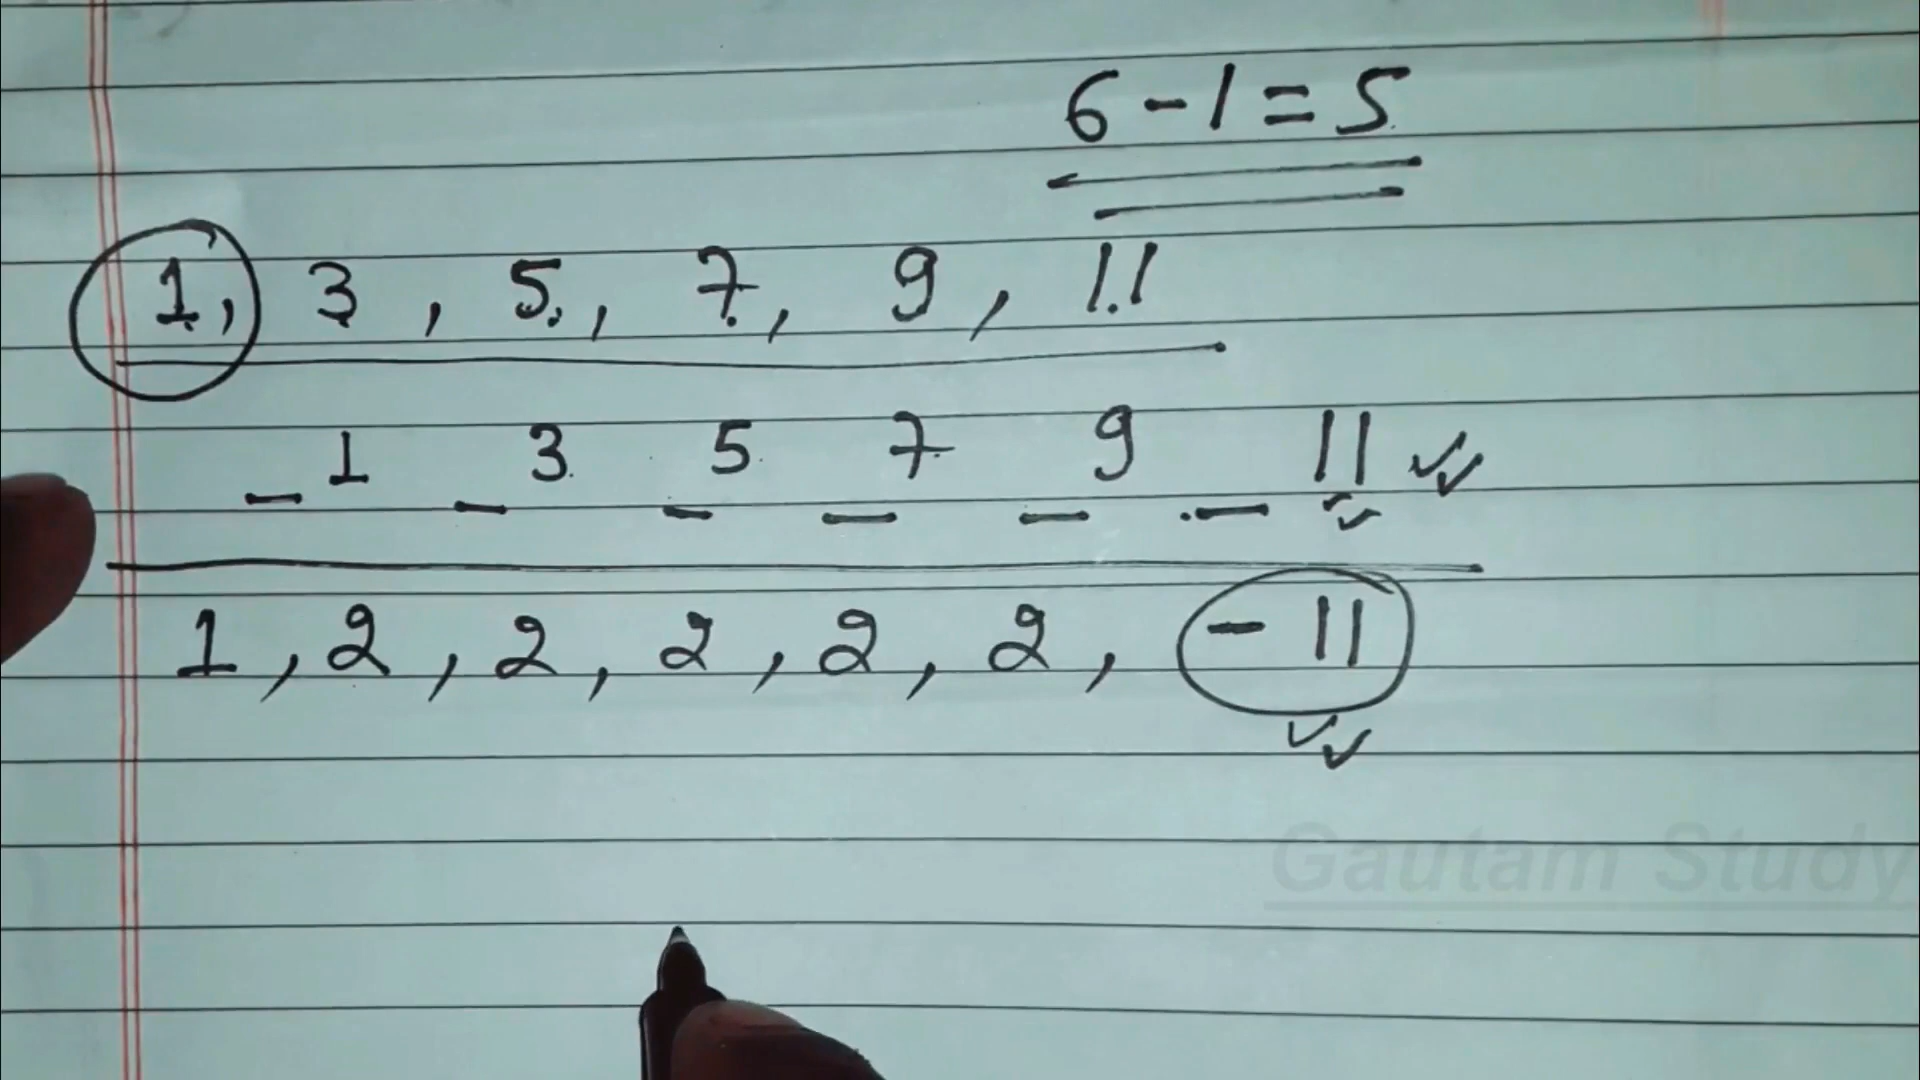 6-1=5
1, 3, 5, 7, 9, 11
-1 -3 -5 -7 -9 -11
1, 2, 2, 2, 2, 2, -11
Gautam Study